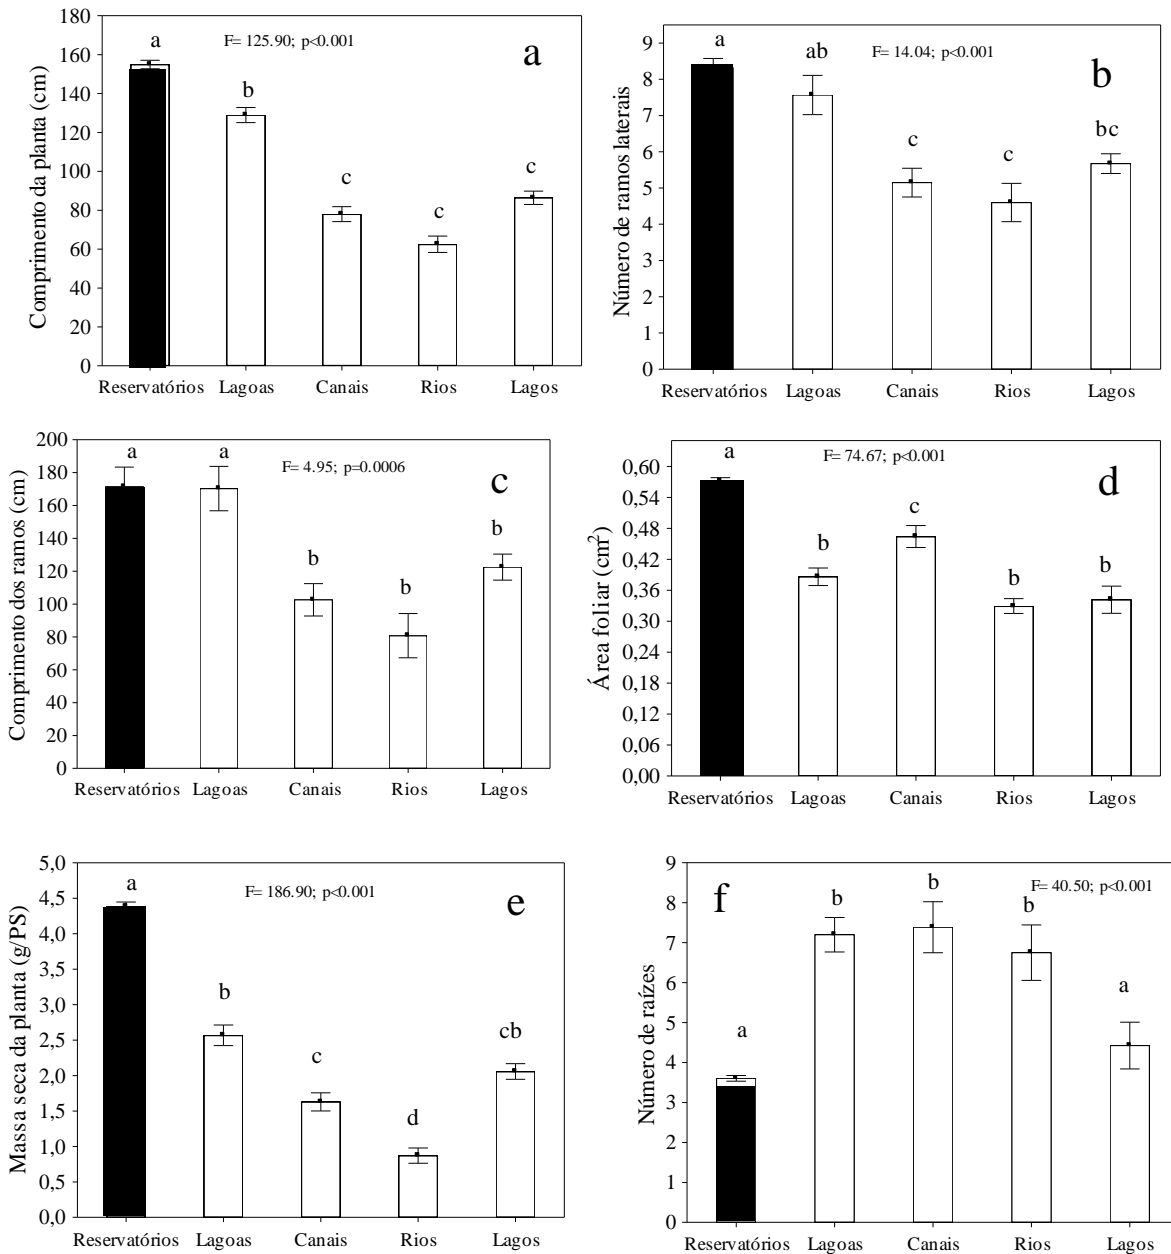 180
160
140
120
100
80
60
40
20
0
Comprimento da planta (cm)
F= 125.90; p<0.001
a
a
b
c
c
c
Reservatórios Lagoas Canais Rios Lagos
9
8
7
6
5
4
3
2
1
0
Número de ramos laterais
F= 14.04; p<0.001
b
a
ab
c
c
bc
Reservatórios Lagoas Canais Rios Lagos
200
180
160
140
120
100
80
60
40
20
0
Comprimento dos ramos (cm)
F= 4.95; p=0.0006
c
a
a
b
b
b
Reservatórios Lagoas Canais Rios Lagos
0,60
0,54
0,48
0,42
0,36
0,30
0,24
0,18
0,12
0,06
0,00
Área foliar (cm²)
F= 74.67; p<0.001
d
a
b
c
b
b
Reservatórios Lagoas Canais Rios Lagos
5,0
4,5
4,0
3,5
3,0
2,5
2,0
1,5
1,0
0,5
0,0
Massa seca da planta (g/PS)
F= 186.90; p<0.001
e
a
b
c
d
cb
Reservatórios Lagoas Canais Rios Lagos
9
8
7
6
5
4
3
2
1
0
Número de raízes
f
F= 40.50; p<0.001
a
b
b
b
a
Reservatórios Lagoas Canais Rios Lagos